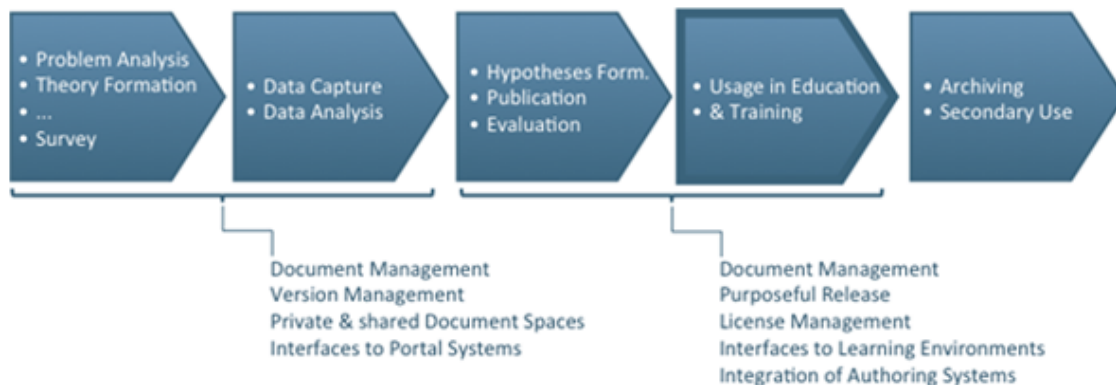 • Problem Analysis
• Theory Formation
• ...
• Survey
• Data Capture
• Data Analysis
• Hypotheses Form.
• Publication
• Evaluation
• Usage in Education
• & Training
• Archiving
• Secondary Use
Document Management
Version Management
Private & shared Document Spaces
Interfaces to Portal Systems
Document Management
Purposeful Release
License Management
Interfaces to Learning Environments
Integration of Authoring Systems